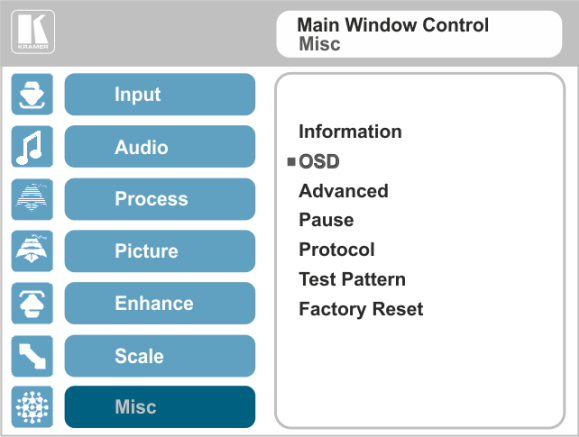 KRAMER
Main Window Control
Misc
Input
Audio
Process
Picture
Enhance
Scale
Misc
Information
OSD
Advanced
Pause
Protocol
Test Pattern
Factory Reset